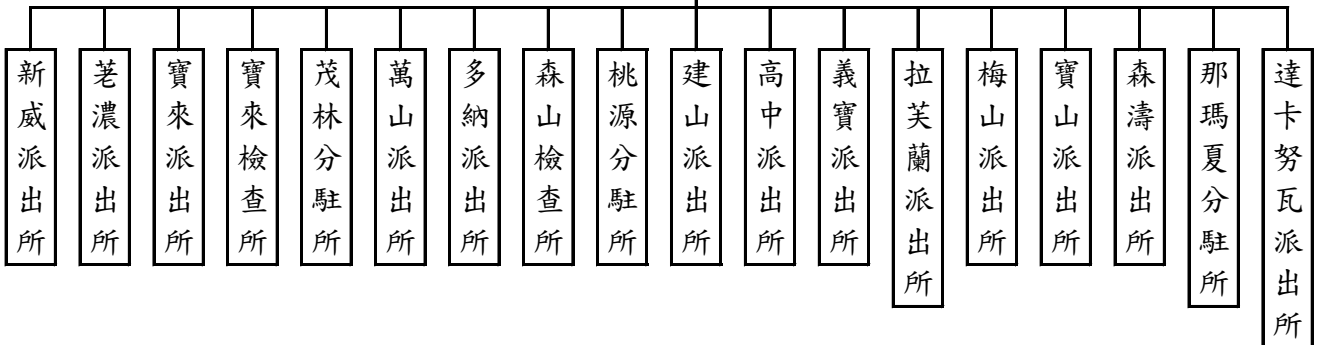 新威派出所
荖濃派出所
寶來派出所
寶來檢查所
茂林分駐所
萬山派出所
多納派出所
森山檢查所
桃源分駐所
建山派出所
高中派出所
義寶派出所
拉芙蘭派出所
梅山派出所
寶山派出所
森濤派出所
那瑪夏分駐所
達卡努瓦派出所